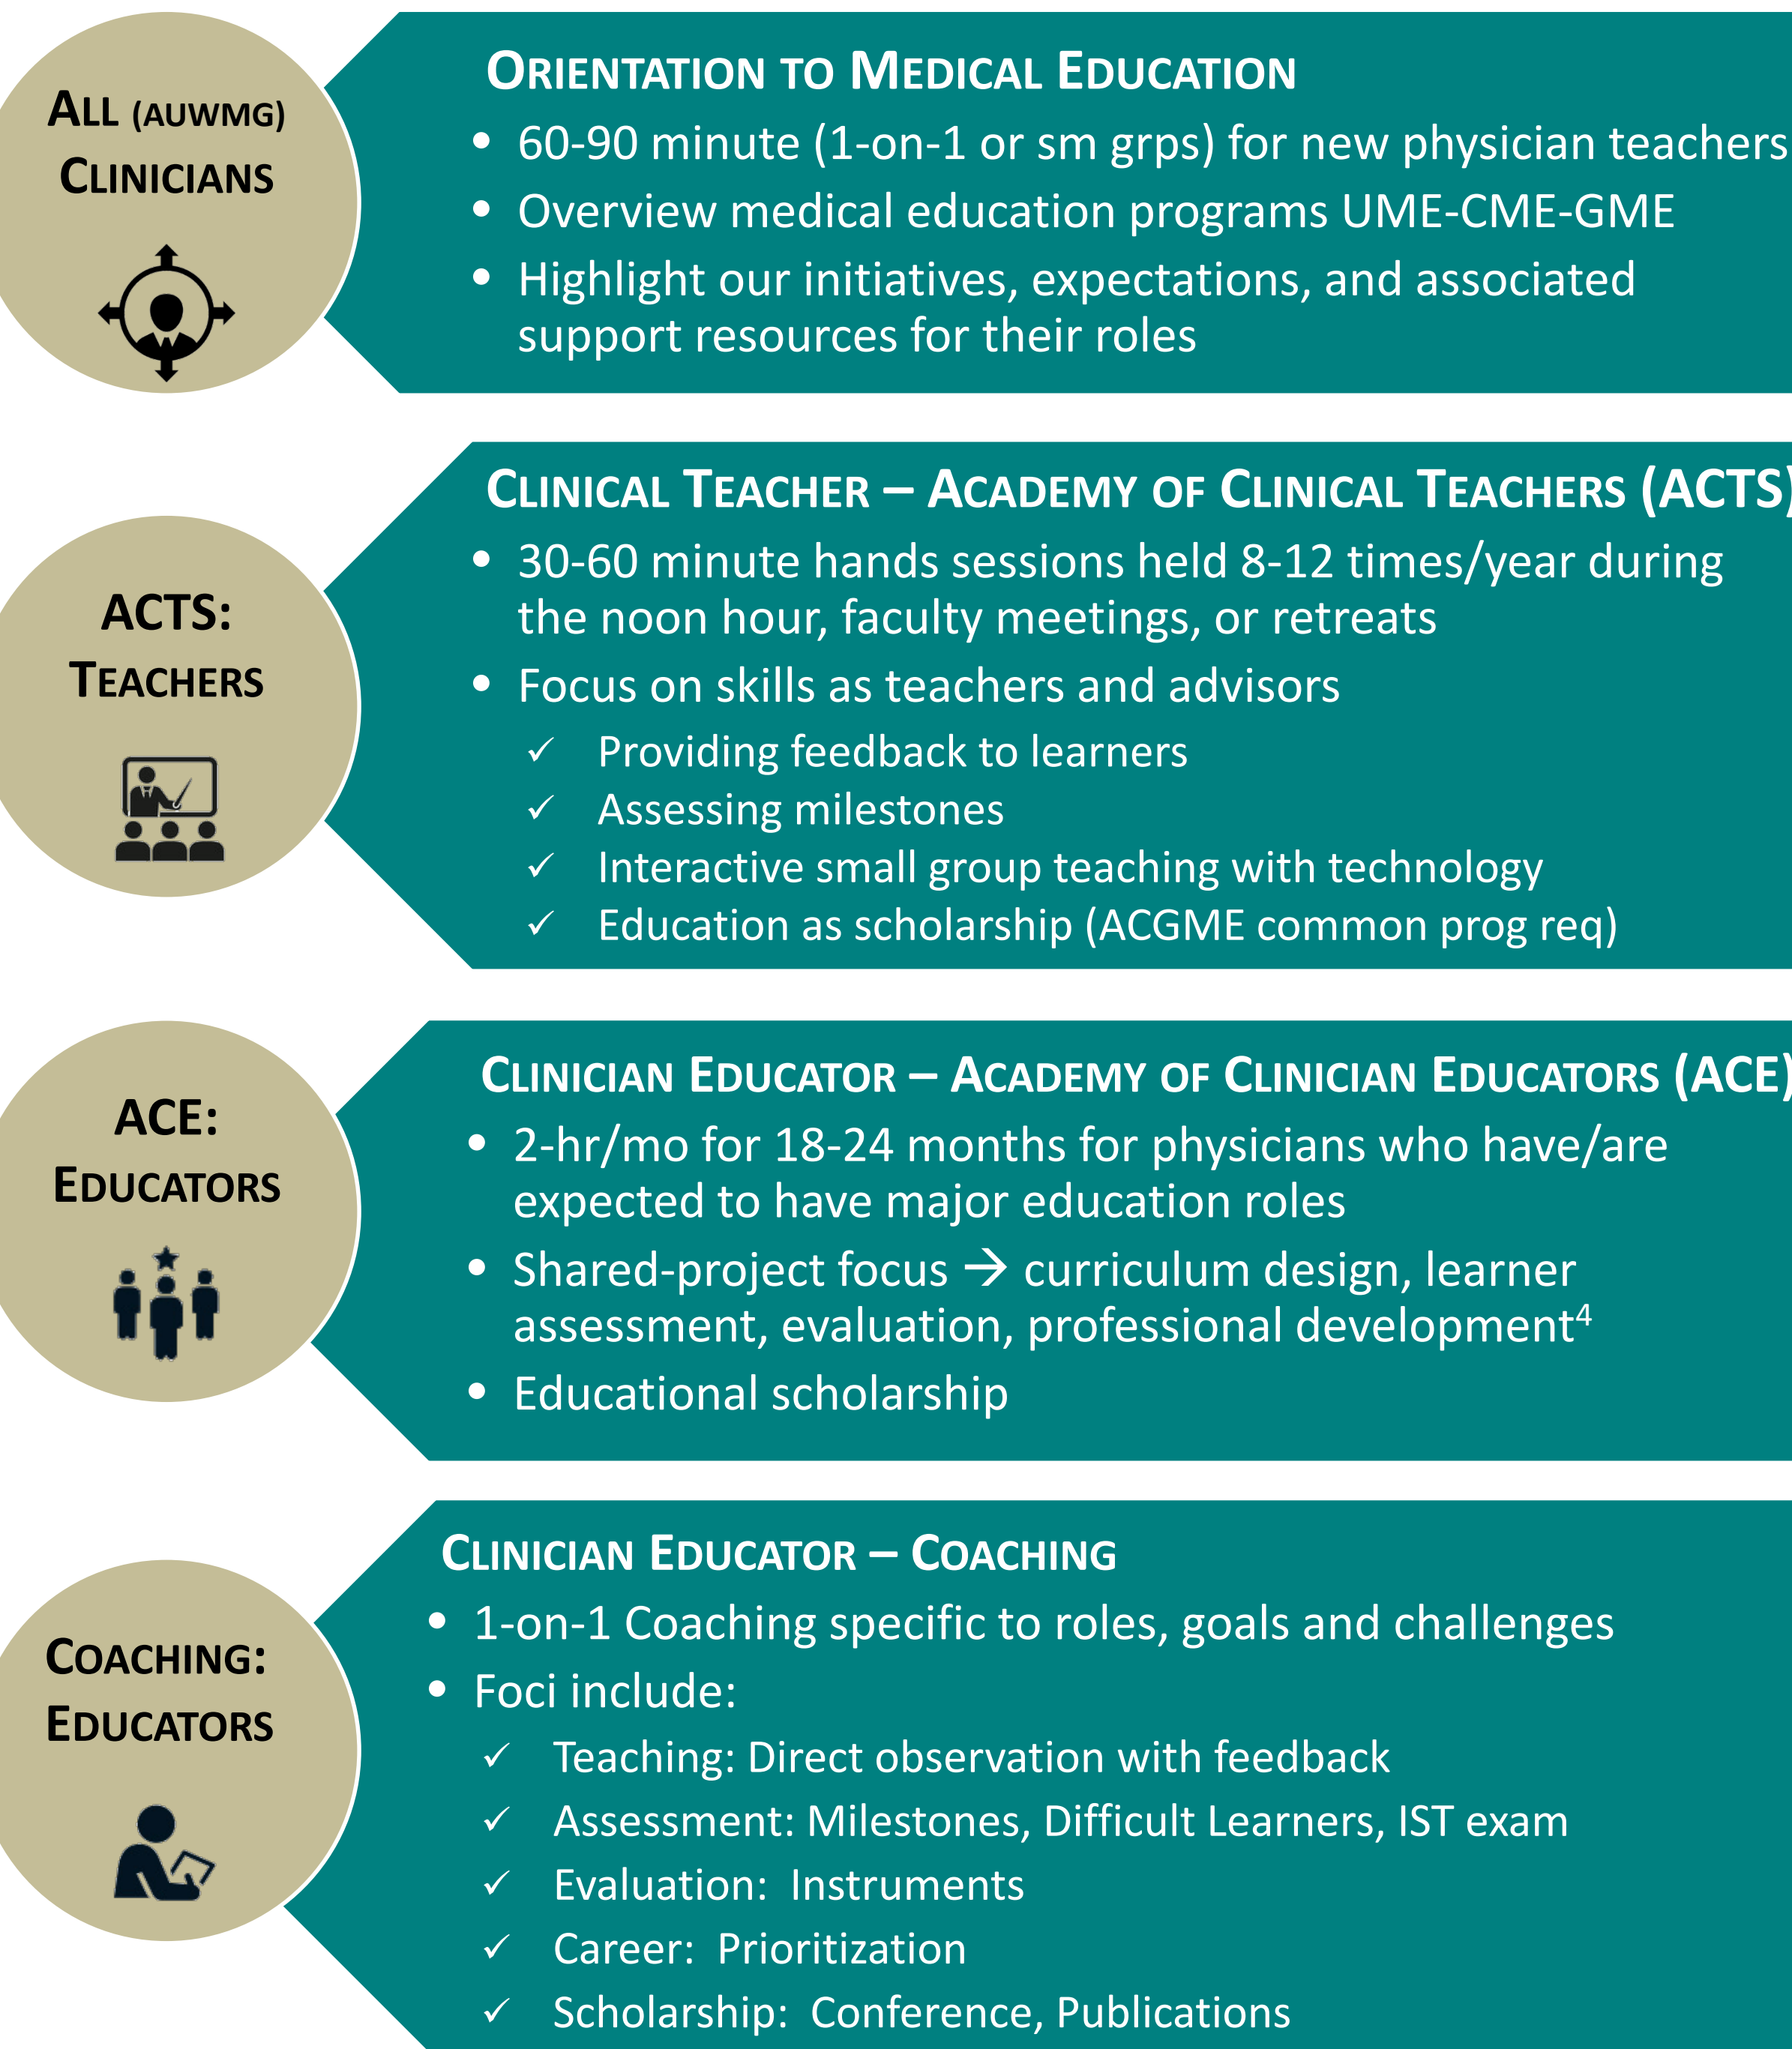 ALL (AUWMG)
CLINICIANS
ORIENTATION TO MEDICAL EDUCATION
• 60-90 minute (1-on-1 or sm grps) for new physician teachers
• Overview medical education programs UME-CME-GME
• Highlight our initiatives, expectations, and associated
support resources for their roles
ACTS:
TEACHERS
CLINICAL TEACHER – ACADEMY OF CLINICAL TEACHERS (ACTS)
• 30-60 minute hands sessions held 8-12 times/year during
the noon hour, faculty meetings, or retreats
• Focus on skills as teachers and advisors
✓ Providing feedback to learners
✓ Assessing milestones
✓ Interactive small group teaching with technology
✓ Education as scholarship (ACGME common prog req)
ACE:
EDUCATORS
CLINICIAN EDUCATOR – ACADEMY OF CLINICIAN EDUCATORS (ACE)
• 2-hr/mo for 18-24 months for physicians who have/are
expected to have major education roles
• Shared-project focus → curriculum design, learner
assessment, evaluation, professional development⁴
• Educational scholarship
COACHING:
EDUCATORS
CLINICIAN EDUCATOR – COACHING
• 1-on-1 Coaching specific to roles, goals and challenges
• Foci include:
✓ Teaching: Direct observation with feedback
✓ Assessment: Milestones, Difficult Learners, IST exam
✓ Evaluation:  Instruments
✓ Career:  Prioritization
✓ Scholarship:  Conference, Publications